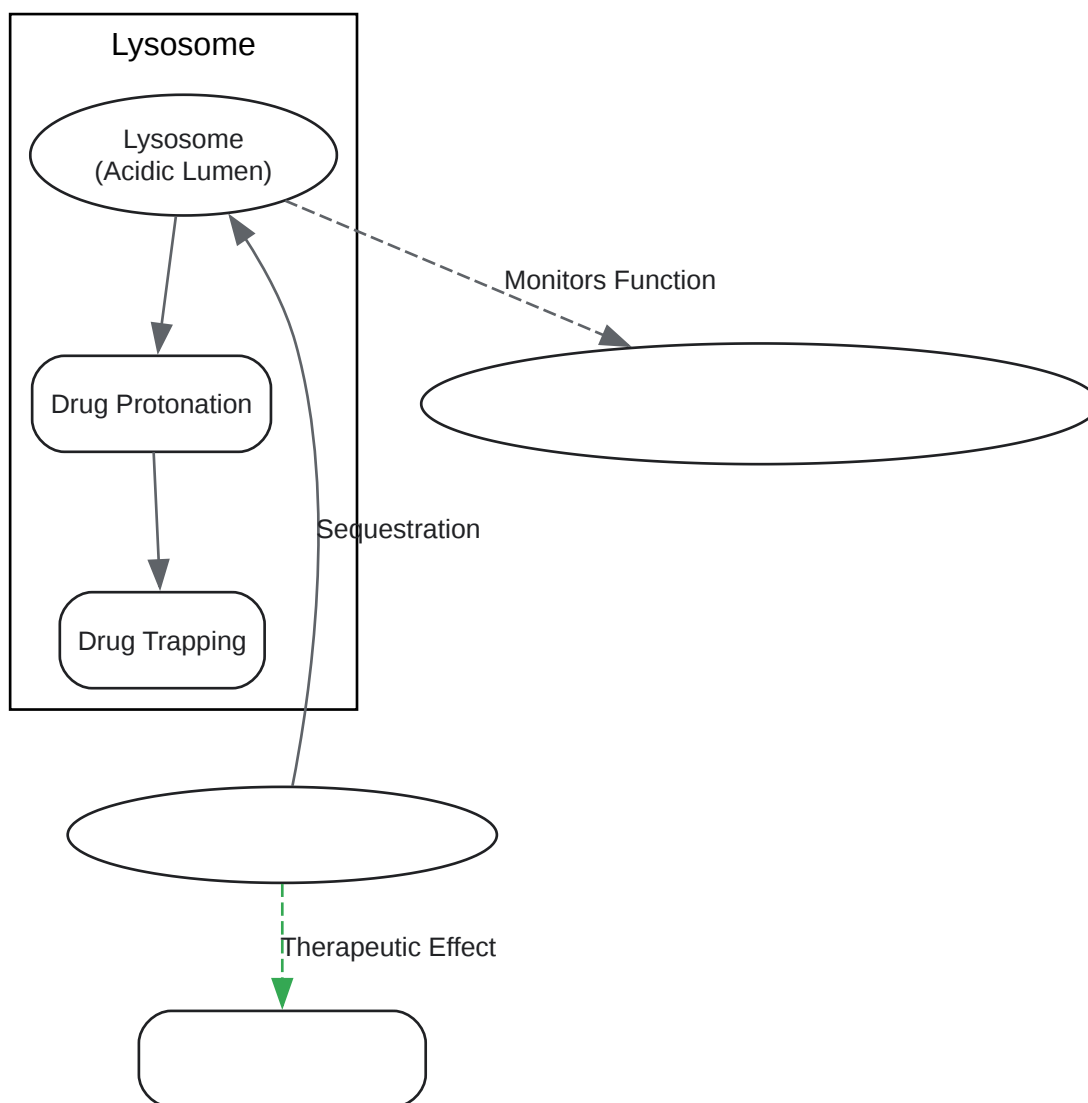 Lysosome
Lysosome
(Acidic Lumen)
Monitors Function
Drug Protonation
Sequestration
Drug Trapping
Therapeutic Effect